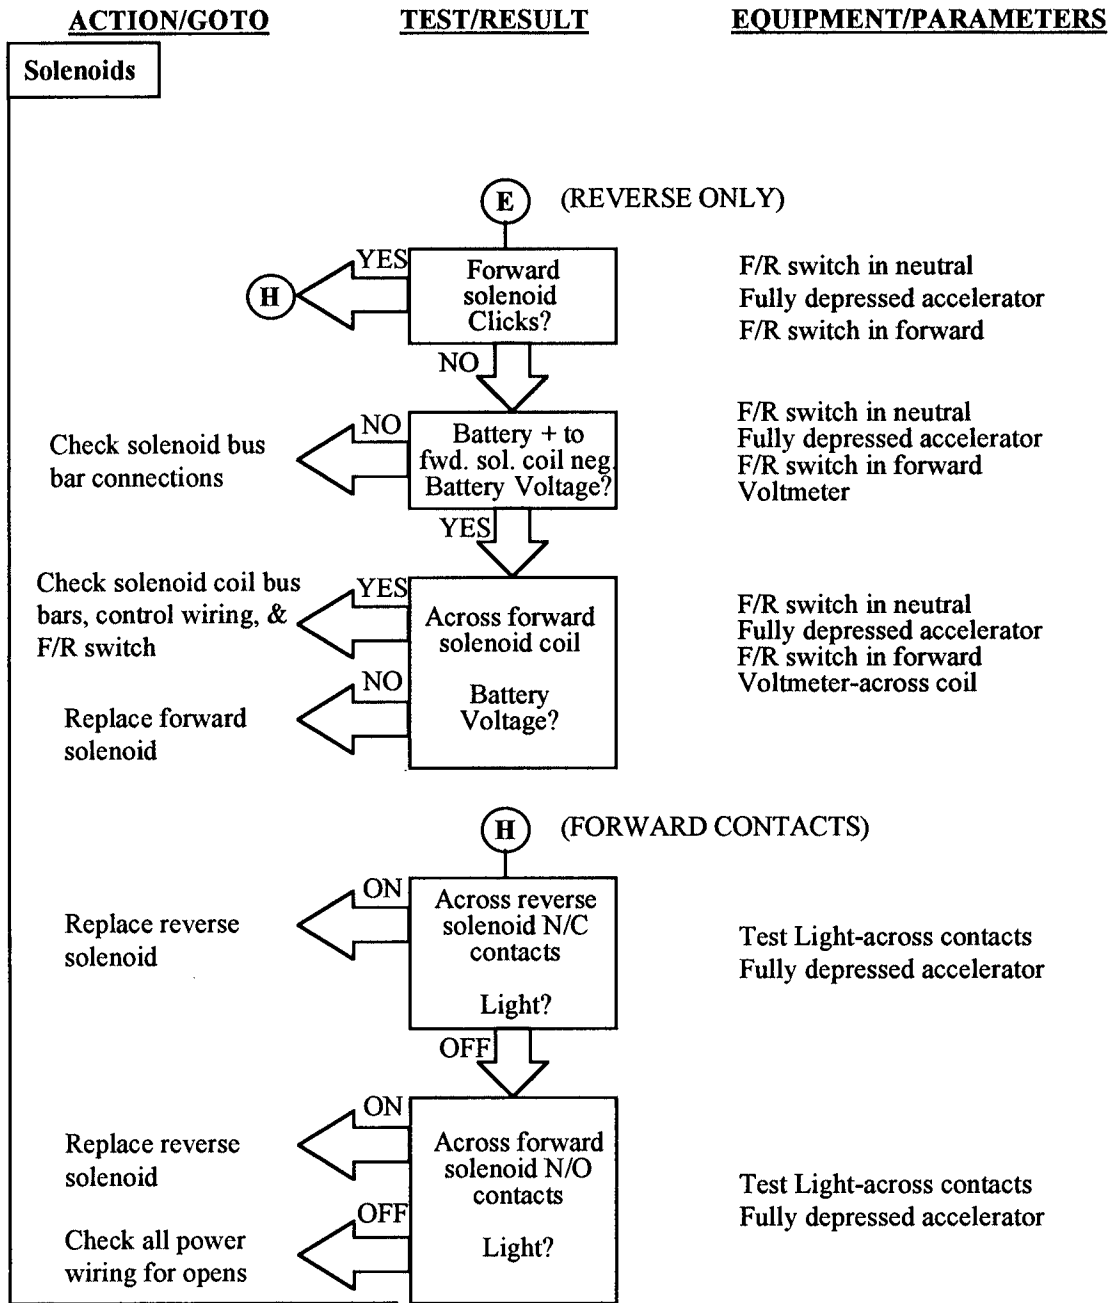 ACTION/GOTO TEST/RESULT EQUIPMENT/PARAMETERS
Solenoids
E (REVERSE ONLY)
YES
H
Forward
solenoid
Clicks?
F/R switch in neutral
Fully depressed accelerator
F/R switch in forward
NO
Check solenoid bus
bar connections
NO
Battery + to
fwd. sol. coil neg.
Battery Voltage?
F/R switch in neutral
Fully depressed accelerator
F/R switch in forward
Voltmeter
YES
Check solenoid coil bus
bars, control wiring, &
F/R switch
YES
Across forward
solenoid coil
Battery
Voltage?
NO
Replace forward
solenoid
F/R switch in neutral
Fully depressed accelerator
F/R switch in forward
Voltmeter-across coil
H (FORWARD CONTACTS)
ON
Replace reverse
solenoid
Across reverse
solenoid N/C
contacts
Light?
Test Light-across contacts
Fully depressed accelerator
OFF
ON
Replace reverse
solenoid
Across forward
solenoid N/O
contacts
Light?
OFF
Check all power
wiring for opens
Test Light-across contacts
Fully depressed accelerator